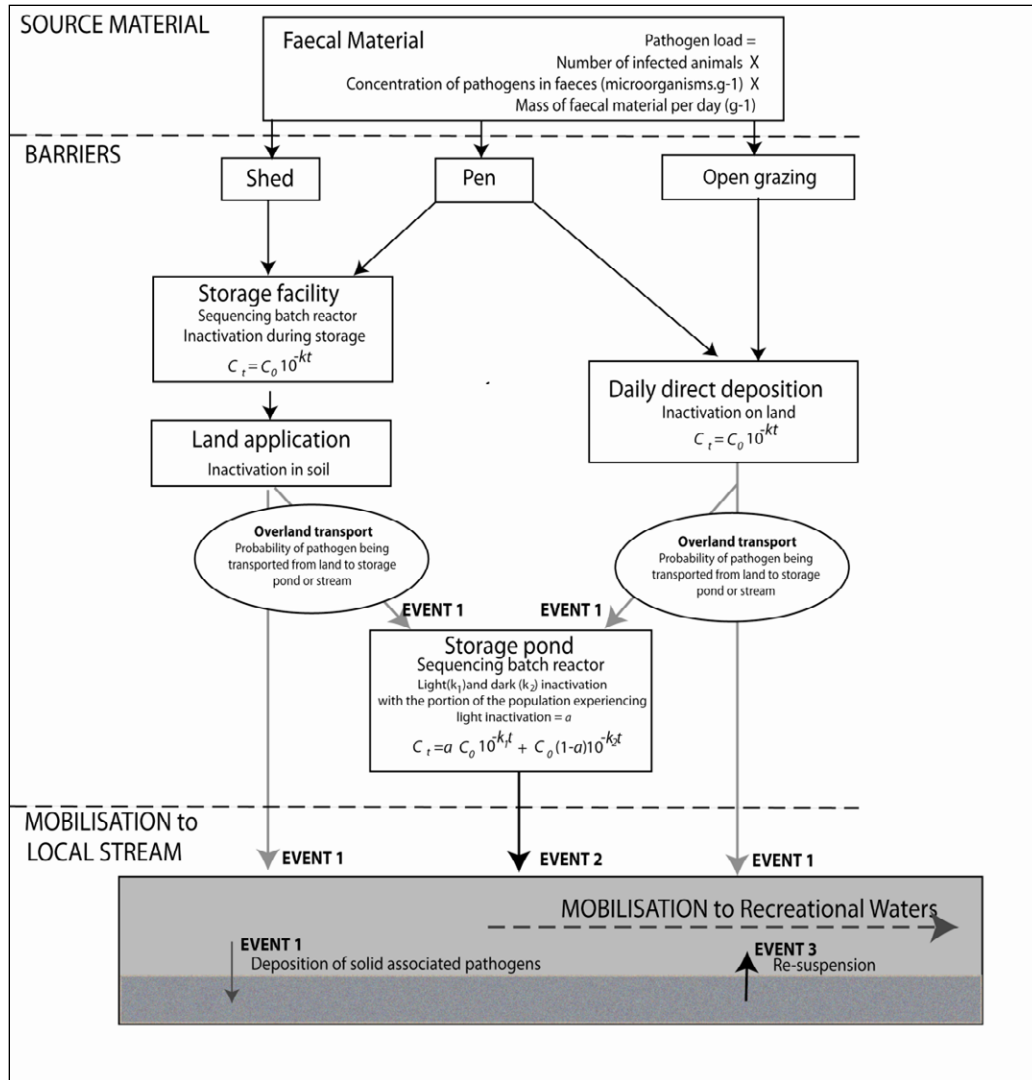 SOURCE MATERIAL
Faecal Material
Pathogen load =
Number of infected animals X
Concentration of pathogens in faeces (microorganisms.g-1) X
Mass of faecal material per day (g-1)
BARRIERS
Shed
Pen
Open grazing
Storage facility
Sequencing batch reactor
Inactivation during storage
C t = C 0 10 -kt
Daily direct deposition
Inactivation on land
C t = C 0 10 -kt
Land application
Inactivation in soil
Overland transport
Probability of pathogen being
transported from land to storage
pond or stream
Overland transport
Probability of pathogen being
transported from land to storage
pond or stream
EVENT 1
EVENT 1
Storage pond
Sequencing batch reactor
Light(k1)and dark (k2) inactivation
with the portion of the population experiencing
light inactivation = a
C t =a C 0 10 -k1t + C 0 (1-a)10 -k2t
MOBILISATION to
LOCAL STREAM
EVENT 1
EVENT 2
EVENT 1
MOBILISATION to Recreational Waters
EVENT 1
Deposition of solid associated pathogens
EVENT 3
Re-suspension